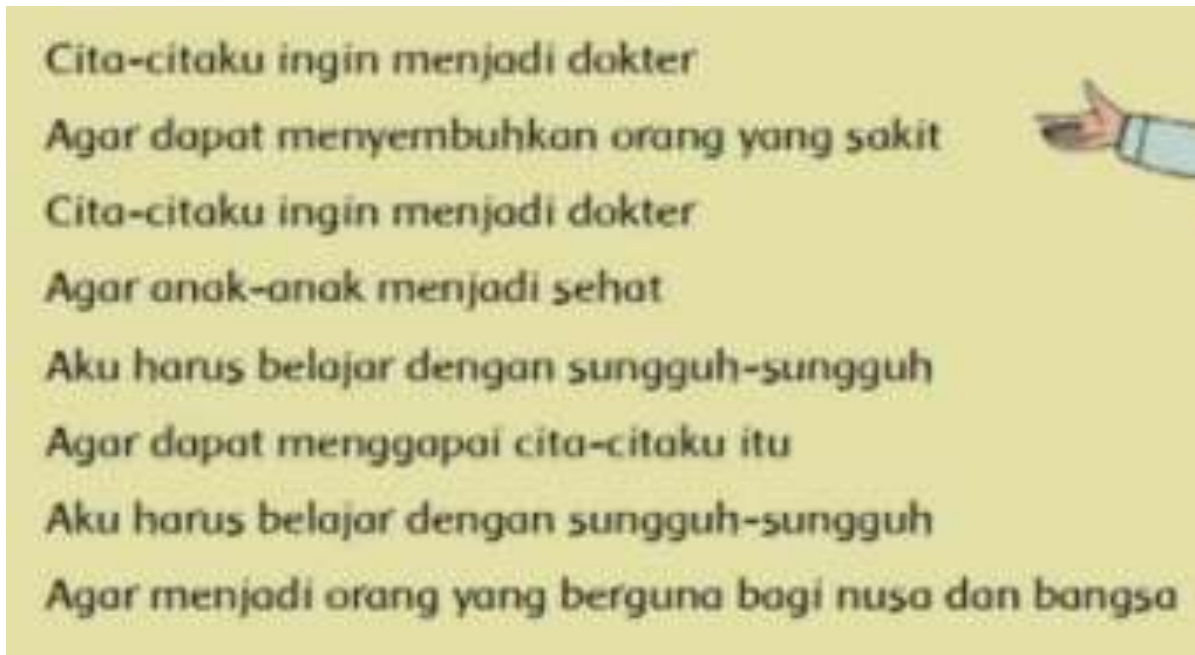 Cita-citaku ingin menjadi dokter
Agar dapat menyembuhkan orang yang sakit
Cita-citaku ingin menjadi dokter
Agar anak-anak menjadi sehat
Aku harus belajar dengan sungguh-sungguh
Agar dapat menggapai cita-citaku itu
Aku harus belajar dengan sungguh-sungguh
Agar menjadi orang yang berguna bagi nusa dan bangsa